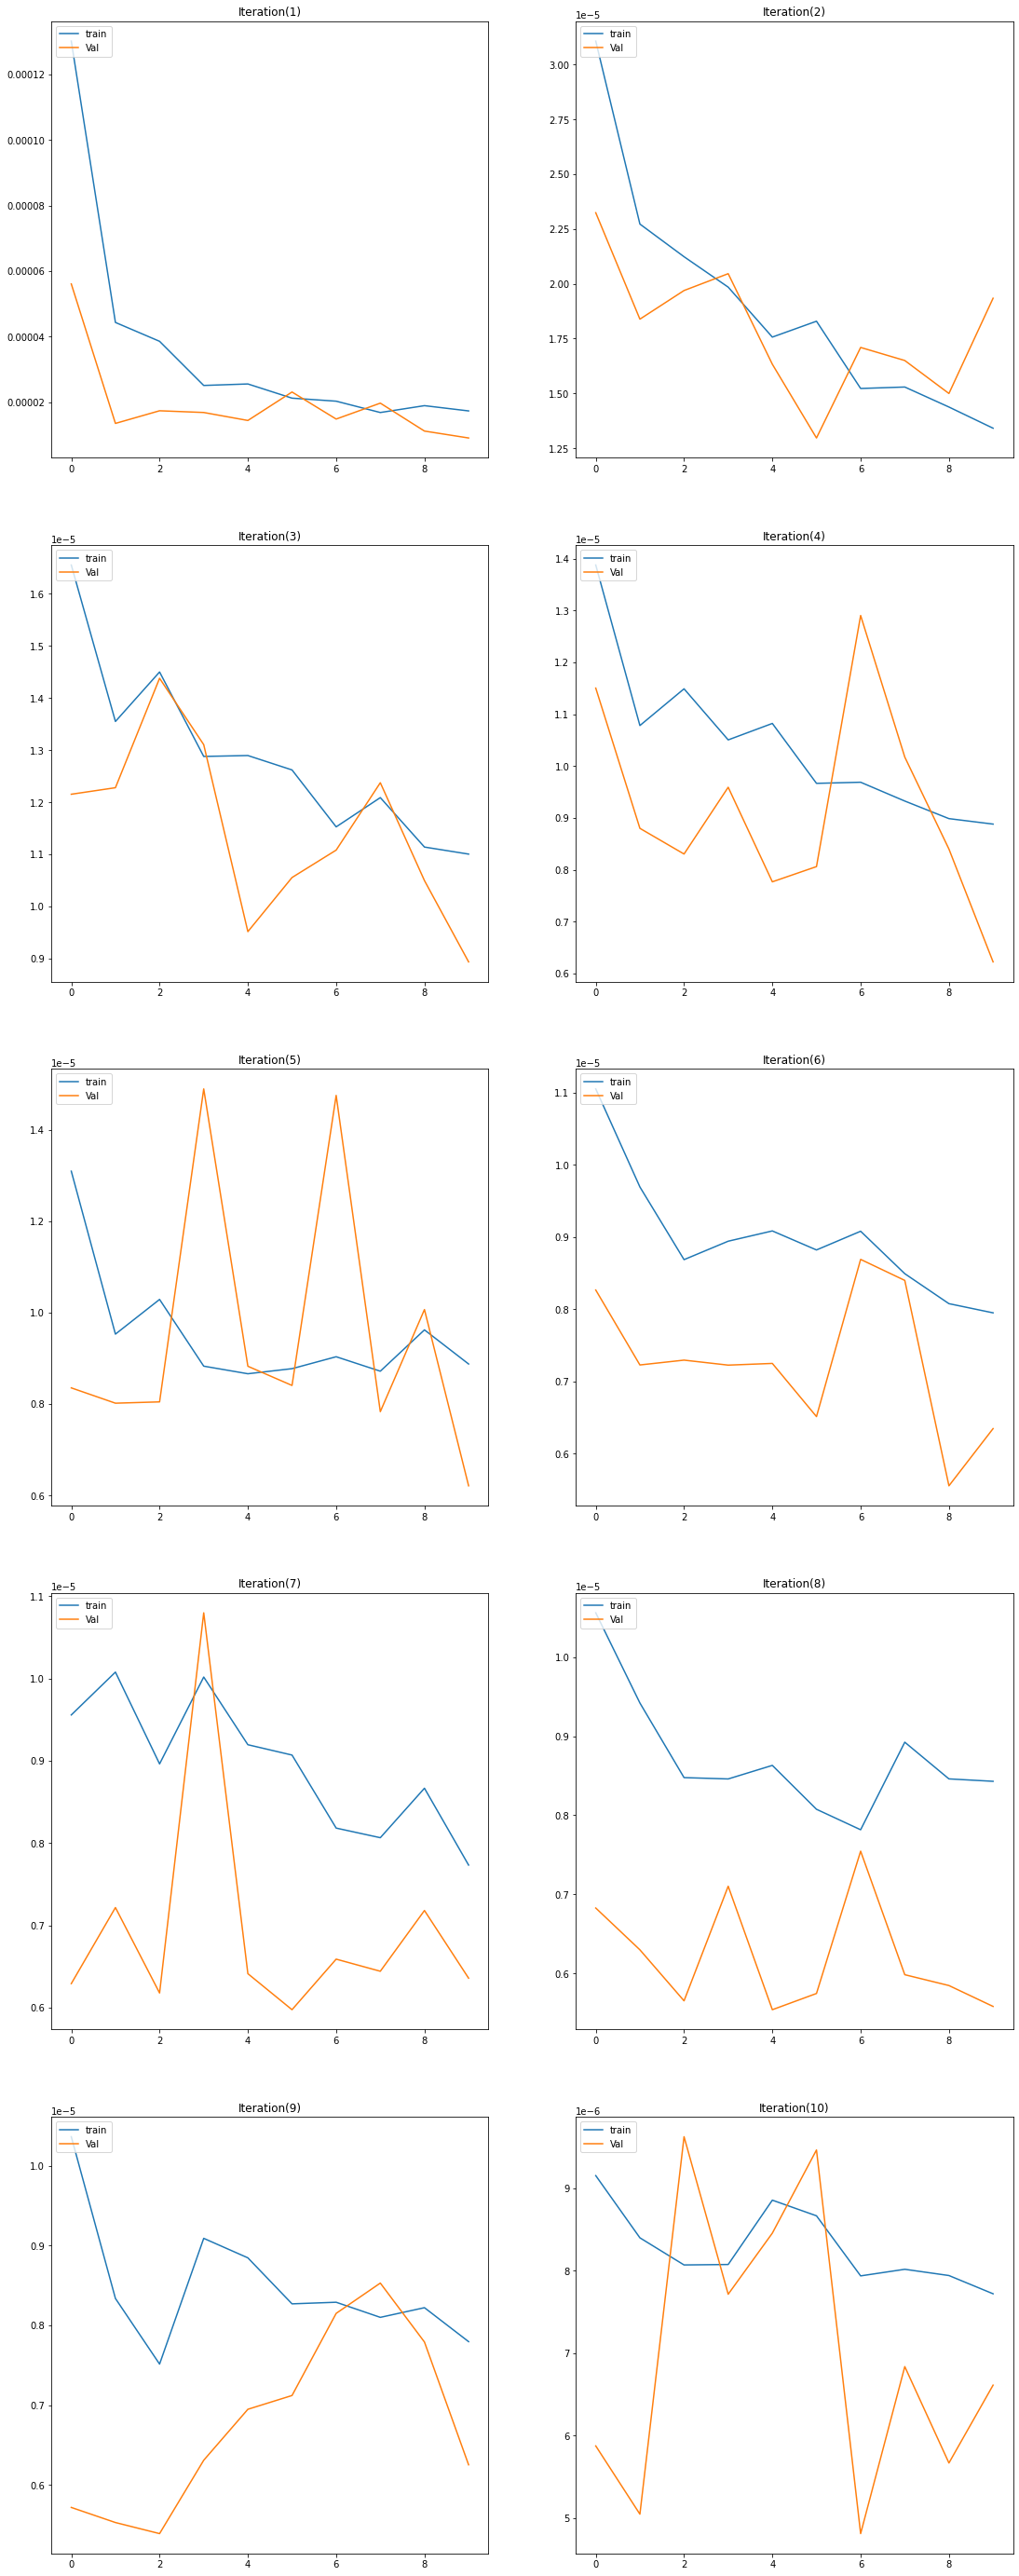 Iteration(1)
train
Val
0.00012
0.00010
0.00008
0.00006
0.00004
0.00002
0 2 4 6 8
Iteration(2)
1e−5
train
Val
3.00
2.75
2.50
2.25
2.00
1.75
1.50
1.25
0 2 4 6 8
Iteration(3)
1e−5
train
Val
1.6
1.5
1.4
1.3
1.2
1.1
1.0
0.9
0 2 4 6 8
Iteration(4)
1e−5
train
Val
1.4
1.3
1.2
1.1
1.0
0.9
0.8
0.7
0.6
0 2 4 6 8
Iteration(5)
1e−5
train
Val
1.4
1.2
1.0
0.8
0.6
0 2 4 6 8
Iteration(6)
1e−5
train
Val
1.1
1.0
0.9
0.8
0.7
0.6
0 2 4 6 8
Iteration(7)
1e−5
train
Val
1.1
1.0
0.9
0.8
0.7
0.6
0 2 4 6 8
Iteration(8)
1e−5
train
Val
1.0
0.9
0.8
0.7
0.6
0 2 4 6 8
Iteration(9)
1e−5
train
Val
1.0
0.9
0.8
0.7
0.6
0 2 4 6 8
Iteration(10)
1e−6
train
Val
9
8
7
6
5
0 2 4 6 8